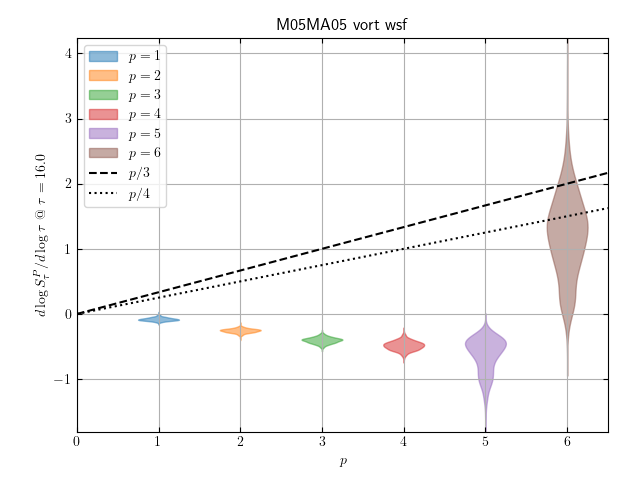 M05MA05 vort wsf
d log S_τ^P / d log τ @ τ = 16.0
4
3
2
1
0
−1
p = 1
p = 2
p = 3
p = 4
p = 5
p = 6
p/3
p/4
0 1 2 3 4 5 6
p